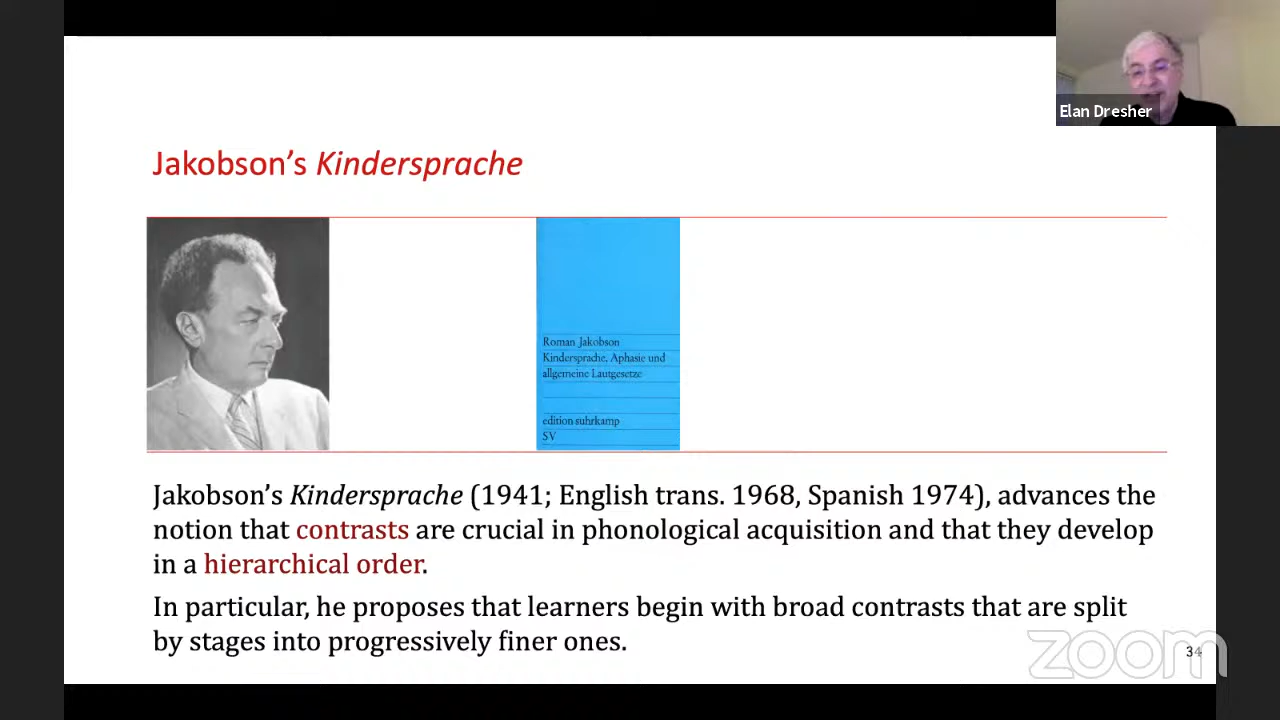 Elan Dresher
Jakobson’s Kindersprache
Roman Jakobson
Kindersprache, Aphasie und
allgemeine Lautgesetze
edition suhrkamp
SV
Jakobson’s Kindersprache (1941; English trans. 1968, Spanish 1974), advances the
notion that contrasts are crucial in phonological acquisition and that they develop
in a hierarchical order.
In particular, he proposes that learners begin with broad contrasts that are split
by stages into progressively finer ones.
zoom
34